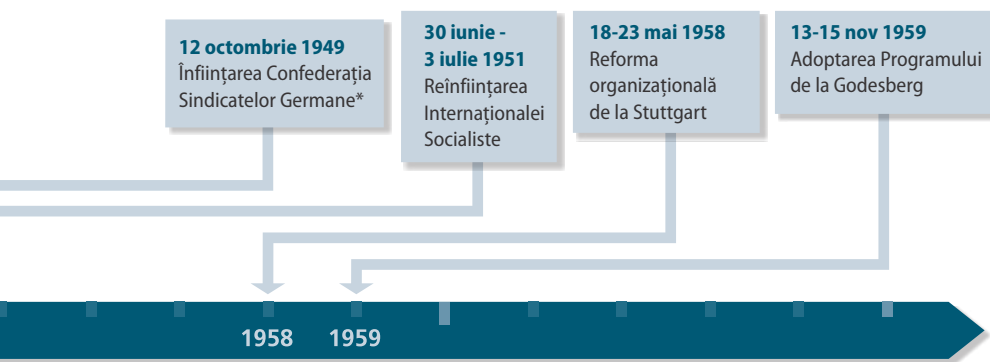 12 octombrie 1949
Înființarea Confederația
Sindicatelor Germane*
30 iunie -
3 iulie 1951
Reînființarea
Internaționalei
Socialiste
18-23 mai 1958
Reforma
organizațională
de la Stuttgart
13-15 nov 1959
Adoptarea Programului
de la Godesberg
1958
1959